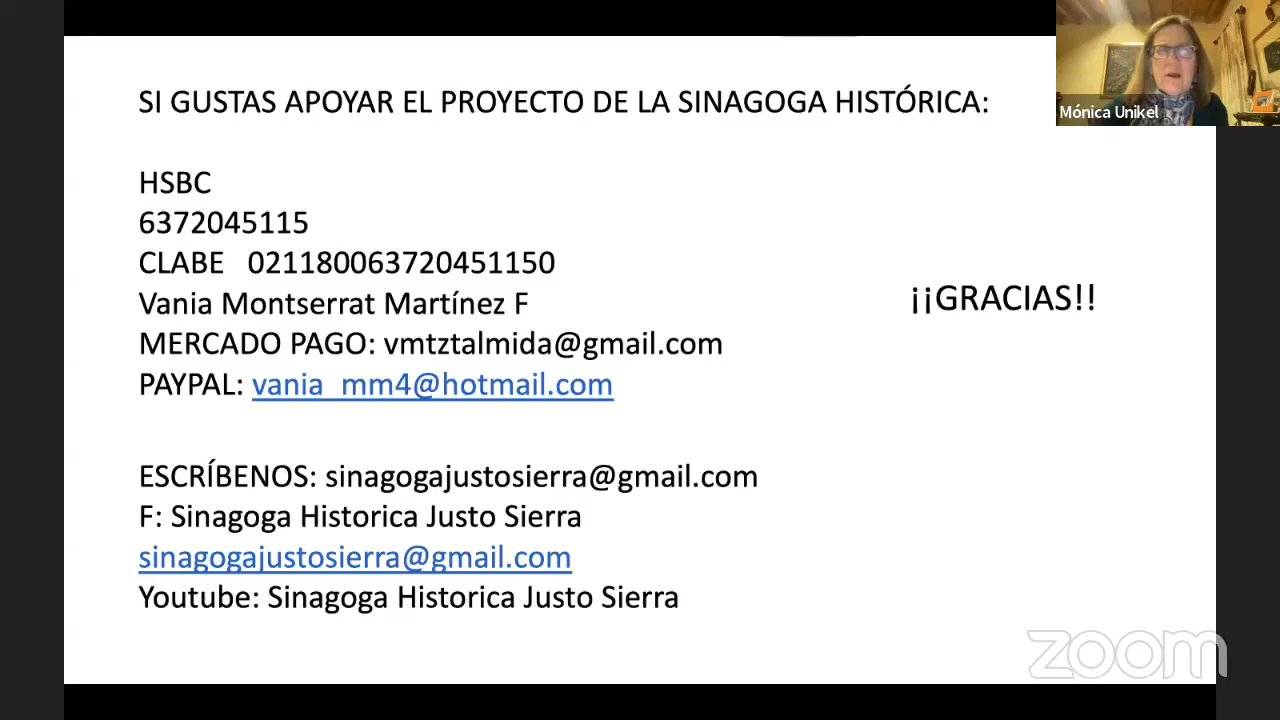 SI GUSTAS APOYAR EL PROYECTO DE LA SINAGOGA HISTÓRICA:
Mónica Unikel
HSBC
6372045115
CLABE 021180063720451150
Vania Montserrat Martínez F
¡¡GRACIAS!!
MERCADO PAGO: vmtztalmida@gmail.com
PAYPAL: vania_mm4@hotmail.com
ESCRÍBENOS: sinagogajustosierra@gmail.com
F: Sinagoga Historica Justo Sierra
sinagogajustosierra@gmail.com
Youtube: Sinagoga Historica Justo Sierra
zoom